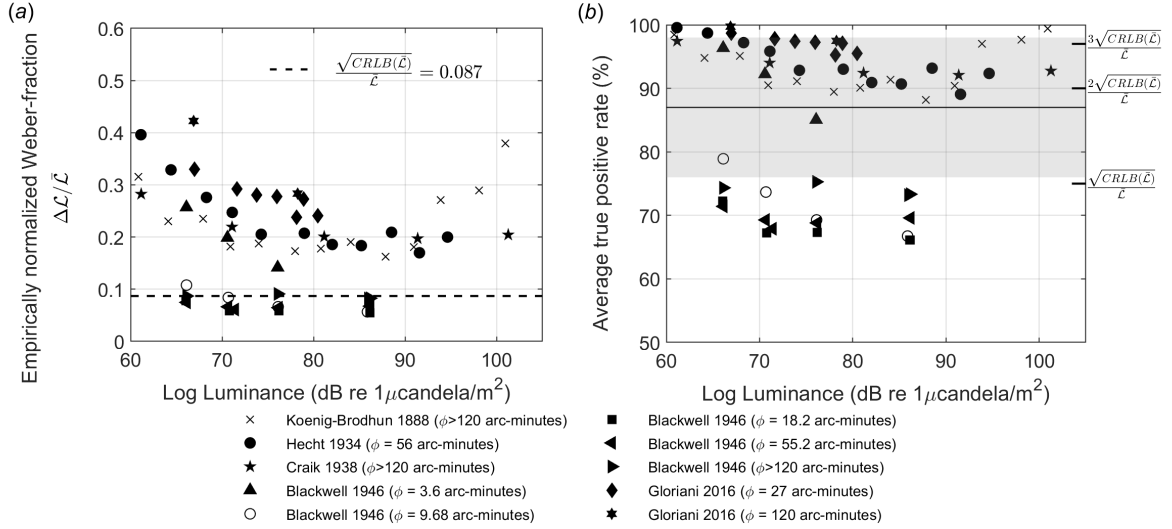 (a)
Empirically normalized Weber-fraction
Δℒ/ℒ̄
0.6
0.5
0.4
0.3
0.2
0.1
0
√CRLB(ℒ̄)/ℒ̄ = 0.087
60 70 80 90 100
Log Luminance (dB re 1μcandela/m²)
(b)
Average true positive rate (%)
100
90
80
70
60
50
3√CRLB(ℒ̄)/ℒ̄
2√CRLB(ℒ̄)/ℒ̄
√CRLB(ℒ̄)/ℒ̄
60 70 80 90 100
Log Luminance (dB re 1μcandela/m²)
Koenig-Brodhun 1888 (ϕ>120 arc-minutes)
Hecht 1934 (ϕ = 56 arc-minutes)
Craik 1938 (ϕ>120 arc-minutes)
Blackwell 1946 (ϕ = 3.6 arc-minutes)
Blackwell 1946 (ϕ = 9.68 arc-minutes)
Blackwell 1946 (ϕ = 18.2 arc-minutes)
Blackwell 1946 (ϕ = 55.2 arc-minutes)
Blackwell 1946 (ϕ>120 arc-minutes)
Gloriani 2016 (ϕ = 27 arc-minutes)
Gloriani 2016 (ϕ = 120 arc-minutes)